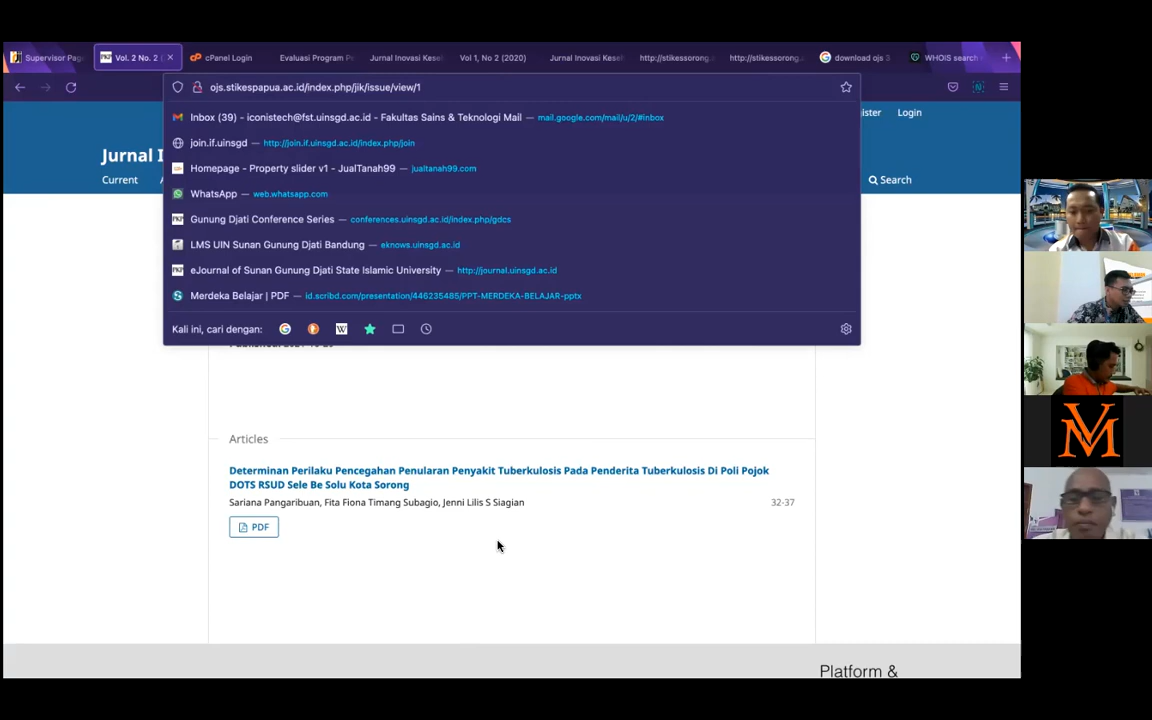 Supervisor Pag
Vol. 2 No. 2 (
cPanel Login
Evaluasi Program Pe
Jurnal Inovasi Kese
Vol 1, No 2 (2020)
Jurnal Inovasi Keseh
http://stikessorong.
http://stikessorong.
download ojs 3
WHOIS search
ojs.stikespapua.ac.id/index.php/jik/issue/view/1
Inbox (39) - iconistech@fst.uinsgd.ac.id - Fakultas Sains & Teknologi Mail — mail.google.com/mail/u/2/#inbox
ister Login
join.if.uinsgd — http://join.if.uinsgd.ac.id/index.php/join
Jurnal I
Homepage - Property slider v1 - JualTanah99 — jualtanah99.com
Current
Search
WhatsApp — web.whatsapp.com
Gunung Djati Conference Series — conferences.uinsgd.ac.id/index.php/gdcs
LMS UIN Sunan Gunung Djati Bandung — eknows.uinsgd.ac.id
eJournal of Sunan Gunung Djati State Islamic University — http://journal.uinsgd.ac.id
Merdeka Belajar | PDF — id.scribd.com/presentation/446235485/PPT-MERDEKA-BELAJAR-pptx
Kali ini, cari dengan:
Articles
Determinan Perilaku Pencegahan Penularan Penyakit Tuberkulosis Pada Penderita Tuberkulosis Di Poli Pojok
DOTS RSUD Sele Be Solu Kota Sorong
Sariana Pangaribuan, Fita Fiona Timang Subagio, Jenni Lilis S Siagian 32-37
PDF
Platform &